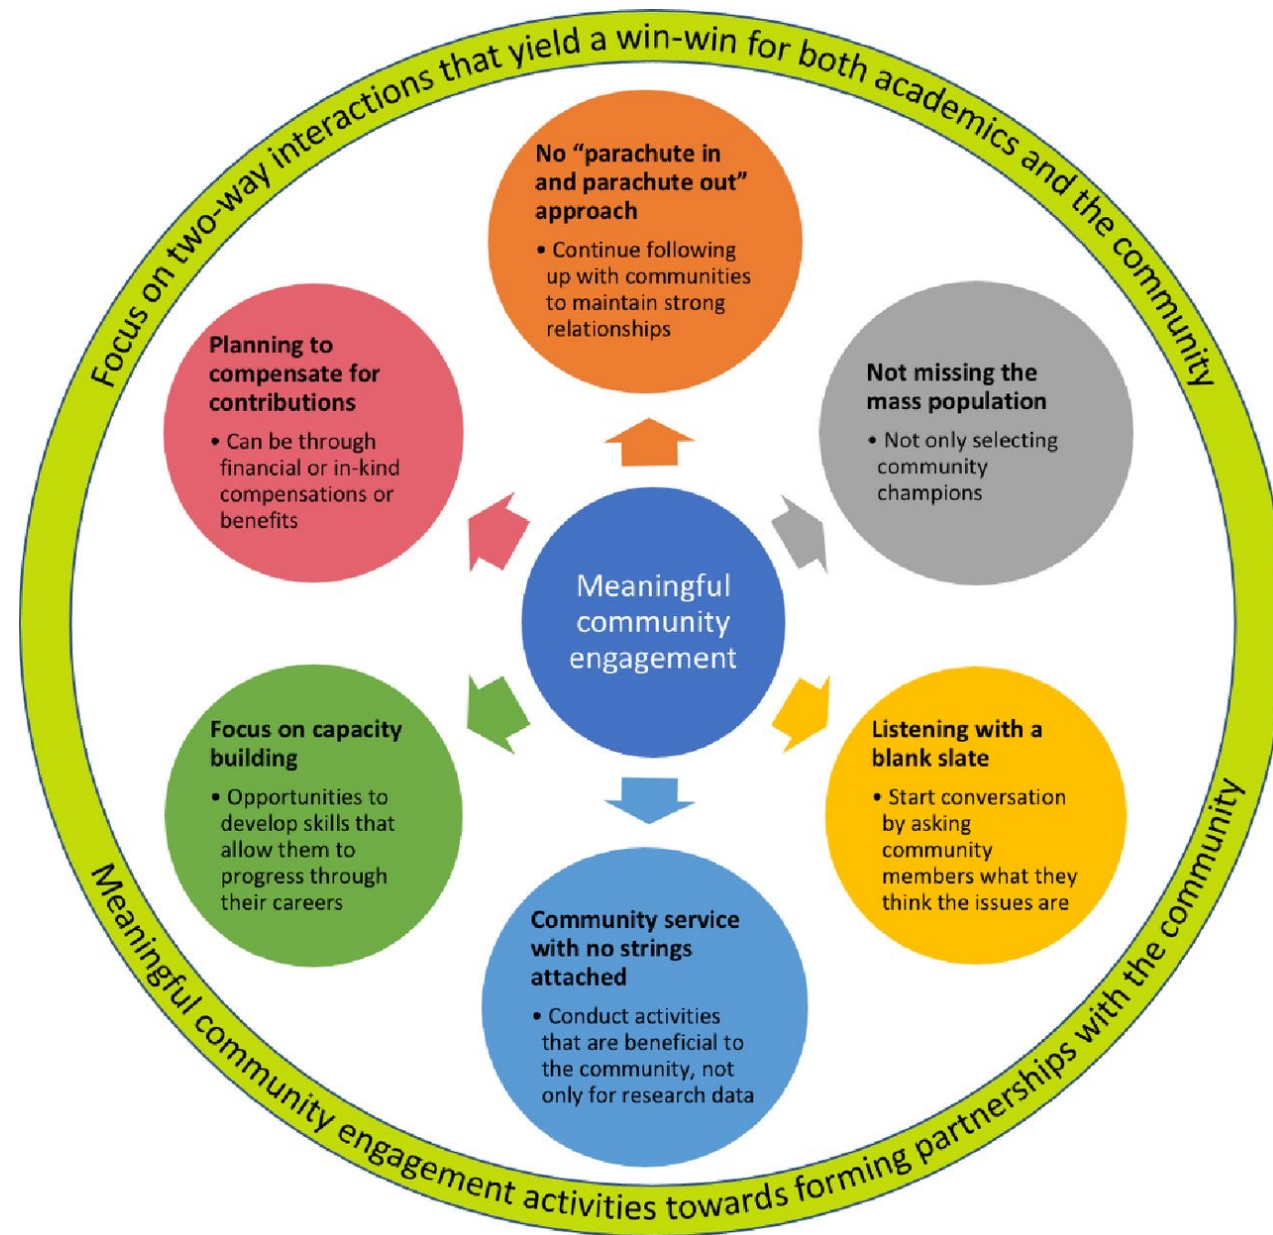 Focus on two-way interactions that yield a win-win for both academics and the community
No “parachute in
and parachute out”
approach
• Continue following
up with communities
to maintain strong
relationships
Not missing the
mass population
• Not only selecting
community
champions
Listening with a
blank slate
• Start conversation
by asking
community
members what they
think the issues are
Community service
with no strings
attached
• Conduct activities
that are beneficial to
the community, not
only for research data
Focus on capacity
building
• Opportunities to
develop skills that
allow them to
progress through
their careers
Planning to
compensate for
contributions
• Can be through
financial or in-kind
compensations or
benefits
Meaningful
community
engagement
Meaningful community engagement activities towards forming partnerships with the community